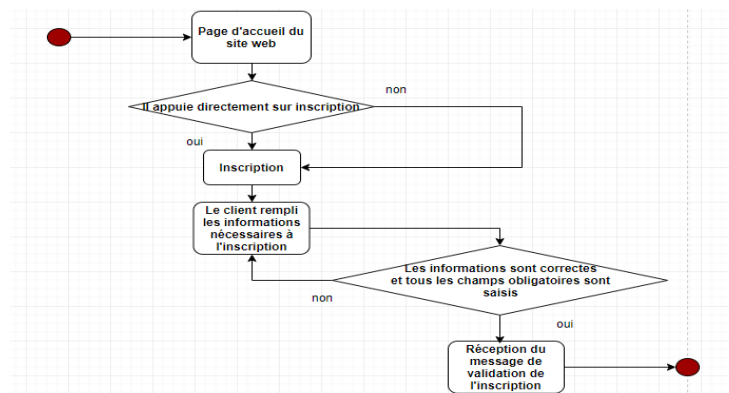 Page d'accueil du
site web
Il appuie directement sur inscription
non
oui
Inscription
Le client rempli
les informations
nécessaires à
l'inscription
Les informations sont correctes
et tous les champs obligatoires sont
saisis
non
oui
Réception du
message de
validation de
l'inscription